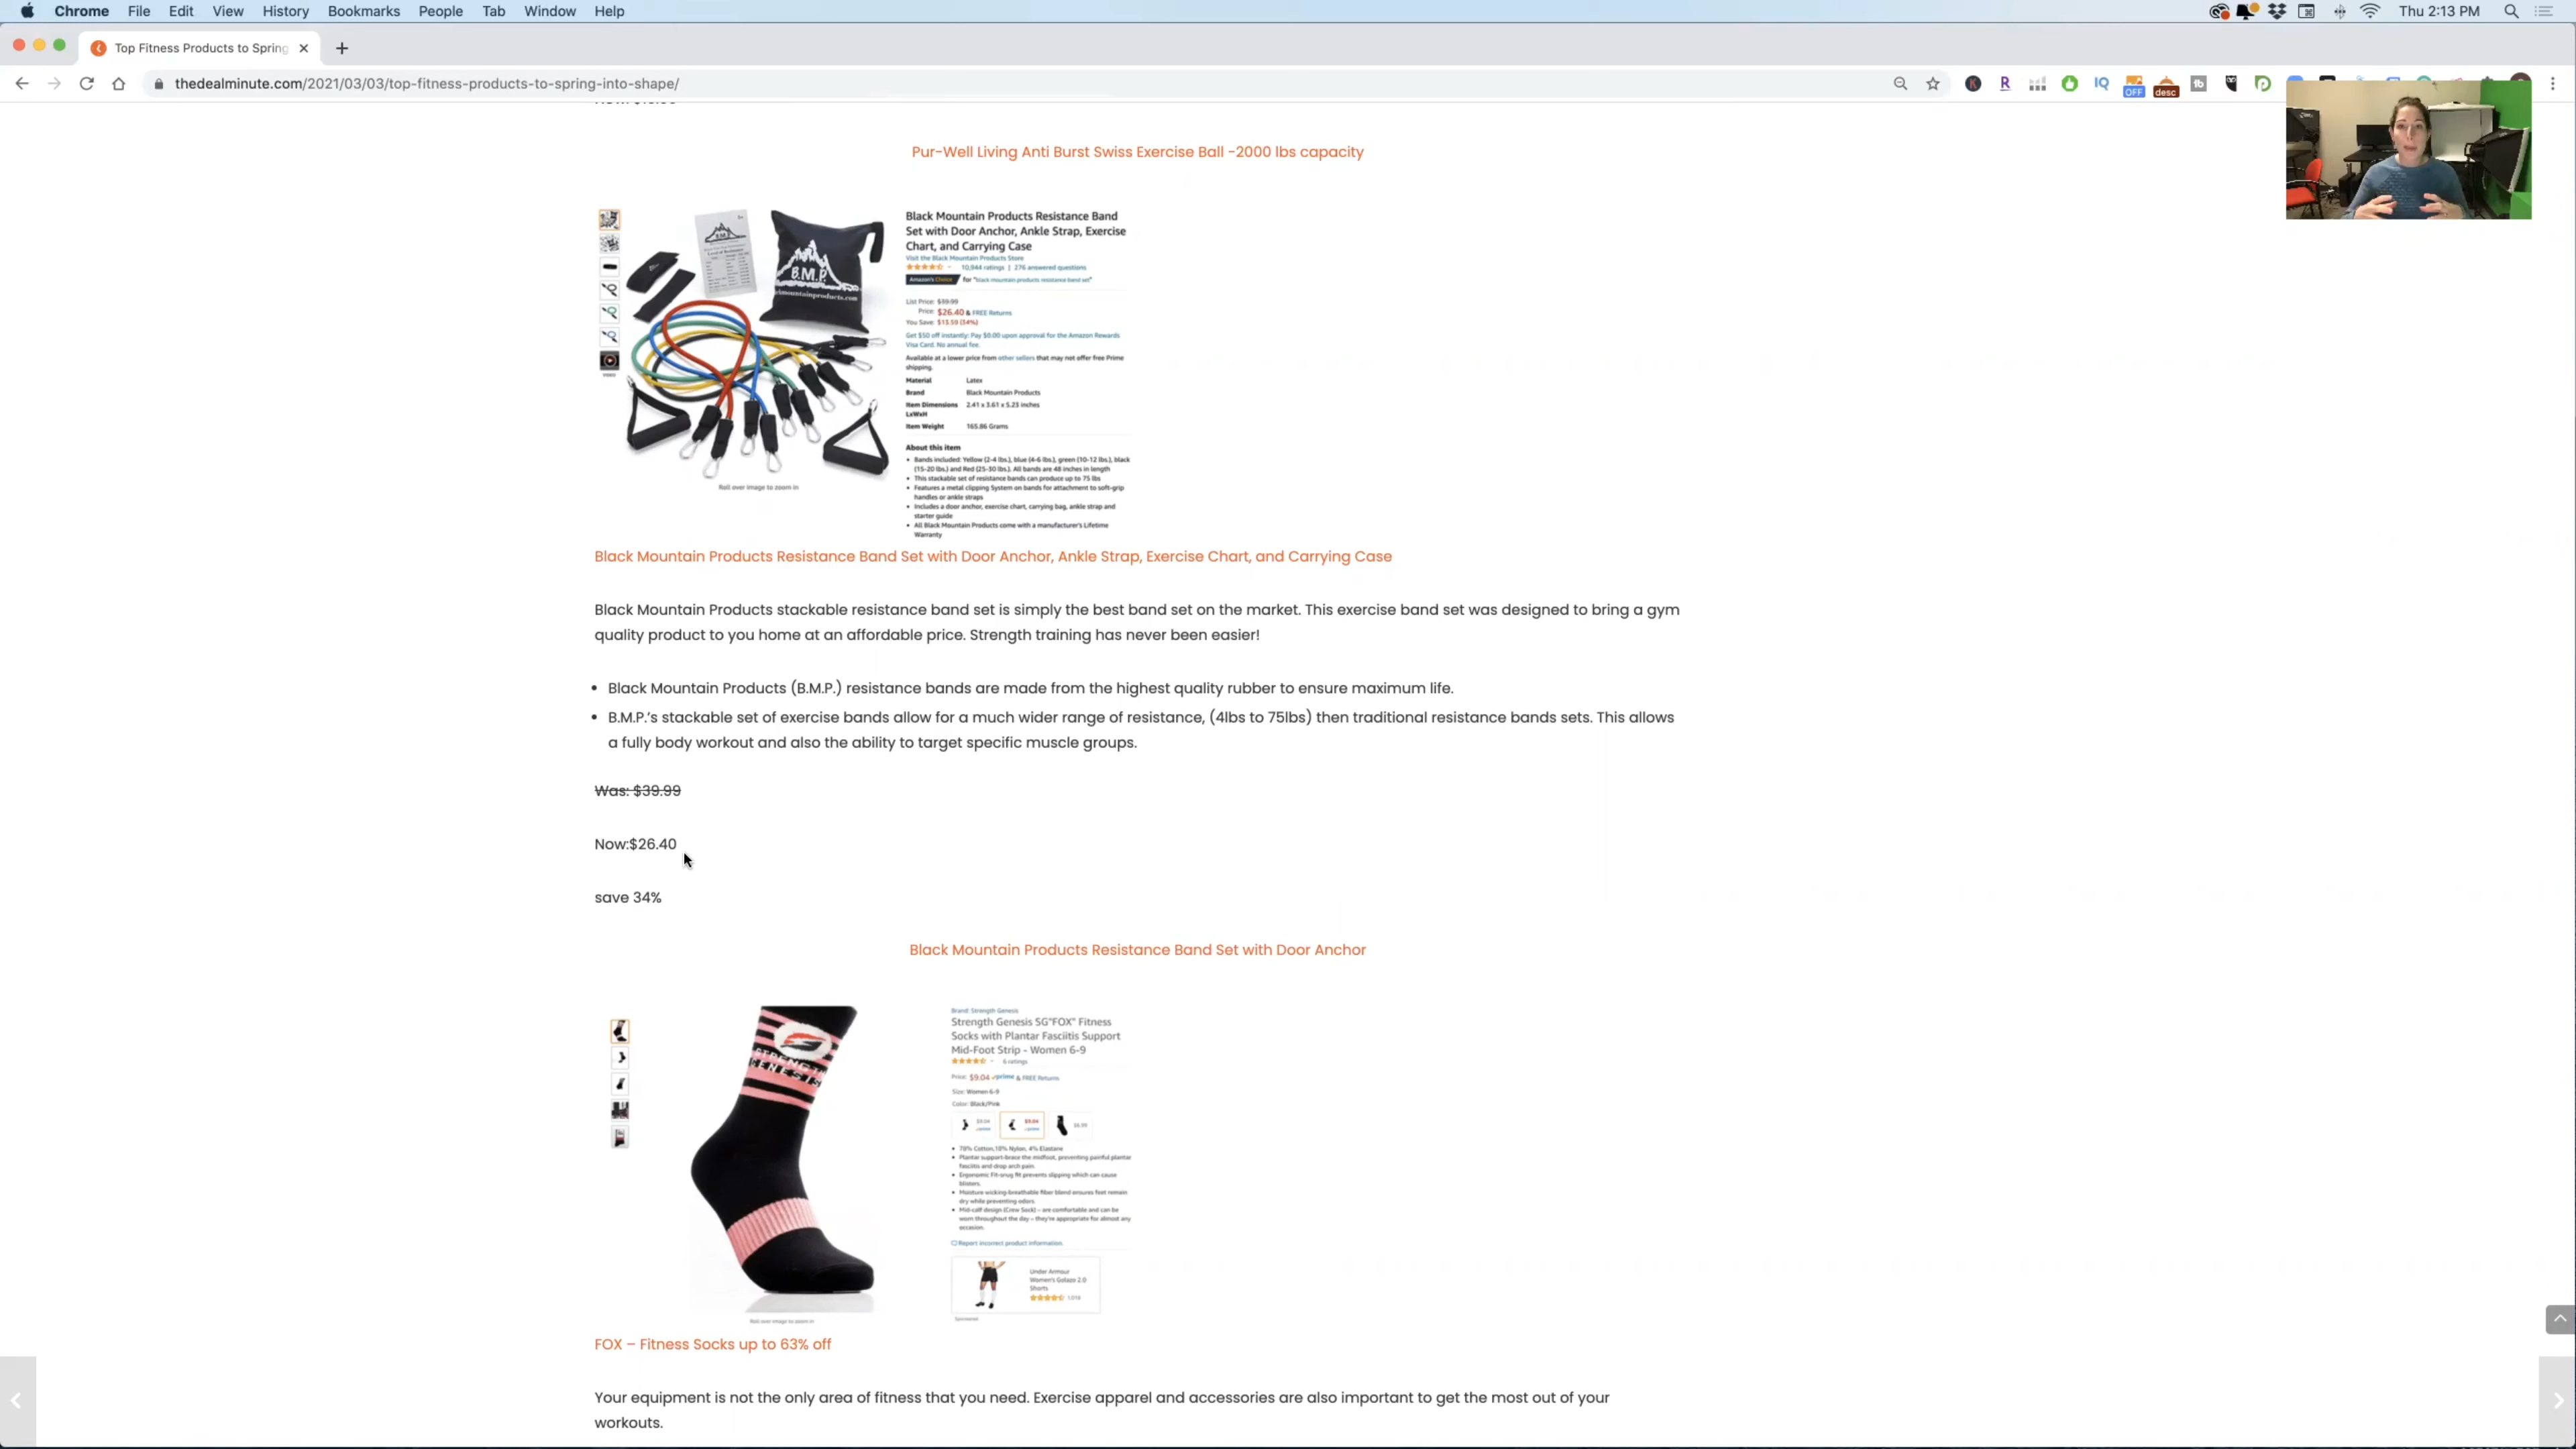 Chrome File Edit View History Bookmarks People Tab Window Help
Thu 2:13 PM
Top Fitness Products to Spring
thedealminute.com/2021/03/03/top-fitness-products-to-spring-into-shape/
OFF
desc
Pur-Well Living Anti Burst Swiss Exercise Ball -2000 lbs capacity
B.M.P.
Black Mountain Products Resistance Band
Set with Door Anchor, Ankle Strap, Exercise
Chart, and Carrying Case
Visit the Black Mountain Products Store
10,944 ratings | 276 answered questions
Amazon's Choice for "black mountain products resistance band set"
List Price: $39.99
Price: $26.40 & FREE Returns
You Save: $13.59 (34%)
Get $50 off instantly: Pay $0.00 upon approval for the Amazon Rewards
Visa Card. No annual fee.
Available at a lower price from other sellers that may not offer free Prime
shipping.
Material Latex
Brand Black Mountain Products
Item Dimensions 2.41 x 3.61 x 5.23 inches
LxWxH
Item Weight 165.86 Grams
About this item
• Bands included: Yellow (2-4 lbs.), blue (4-6 lbs.), green (10-12 lbs.), black
(15-20 lbs.) and Red (25-30 lbs.). All bands are 48 inches in length
• This stackable set of resistance bands can produce up to 75 lbs
• Features a metal clipping System on bands for attachment to soft-grip
handles or ankle straps
• Includes a door anchor, exercise chart, carrying bag, ankle strap and
starter guide
• All Black Mountain Products come with a manufacturer's Lifetime
Warranty
Roll over image to zoom in
Black Mountain Products Resistance Band Set with Door Anchor, Ankle Strap, Exercise Chart, and Carrying Case
Black Mountain Products stackable resistance band set is simply the best band set on the market. This exercise band set was designed to bring a gym
quality product to you home at an affordable price. Strength training has never been easier!
• Black Mountain Products (B.M.P.) resistance bands are made from the highest quality rubber to ensure maximum life.
• B.M.P.'s stackable set of exercise bands allow for a much wider range of resistance, (4lbs to 75lbs) then traditional resistance bands sets. This allows
a fully body workout and also the ability to target specific muscle groups.
Was: $39.99
Now:$26.40
save 34%
Black Mountain Products Resistance Band Set with Door Anchor
STRENGTH
GENESIS
Brand: Strength Genesis
Strength Genesis SG"FOX" Fitness
Socks with Plantar Fasciitis Support
Mid-Foot Strip - Women 6-9
6 ratings
Price: $9.04 prime & FREE Returns
Size: Women 6-9
Color: Black/Pink
• 78% Cotton,18% Nylon, 4% Elastane
• Plantar support-brace the midfoot, preventing painful plantar
fasciitis and drop arch pain.
• Ergonomic Fit-snug fit prevents slipping which can cause
blisters.
• Moisture wicking-breathable fiber blend ensures feet remain
dry while preventing odors.
• Mid-calf design (Crew Sock) – are comfortable and can be
worn throughout the day – they're appropriate for almost any
occasion.
Report incorrect product information.
Under Armour
Women's Golazo 2.0
Shorts
Sponsored
Roll over image to zoom in
FOX – Fitness Socks up to 63% off
Your equipment is not the only area of fitness that you need. Exercise apparel and accessories are also important to get the most out of your
workouts.